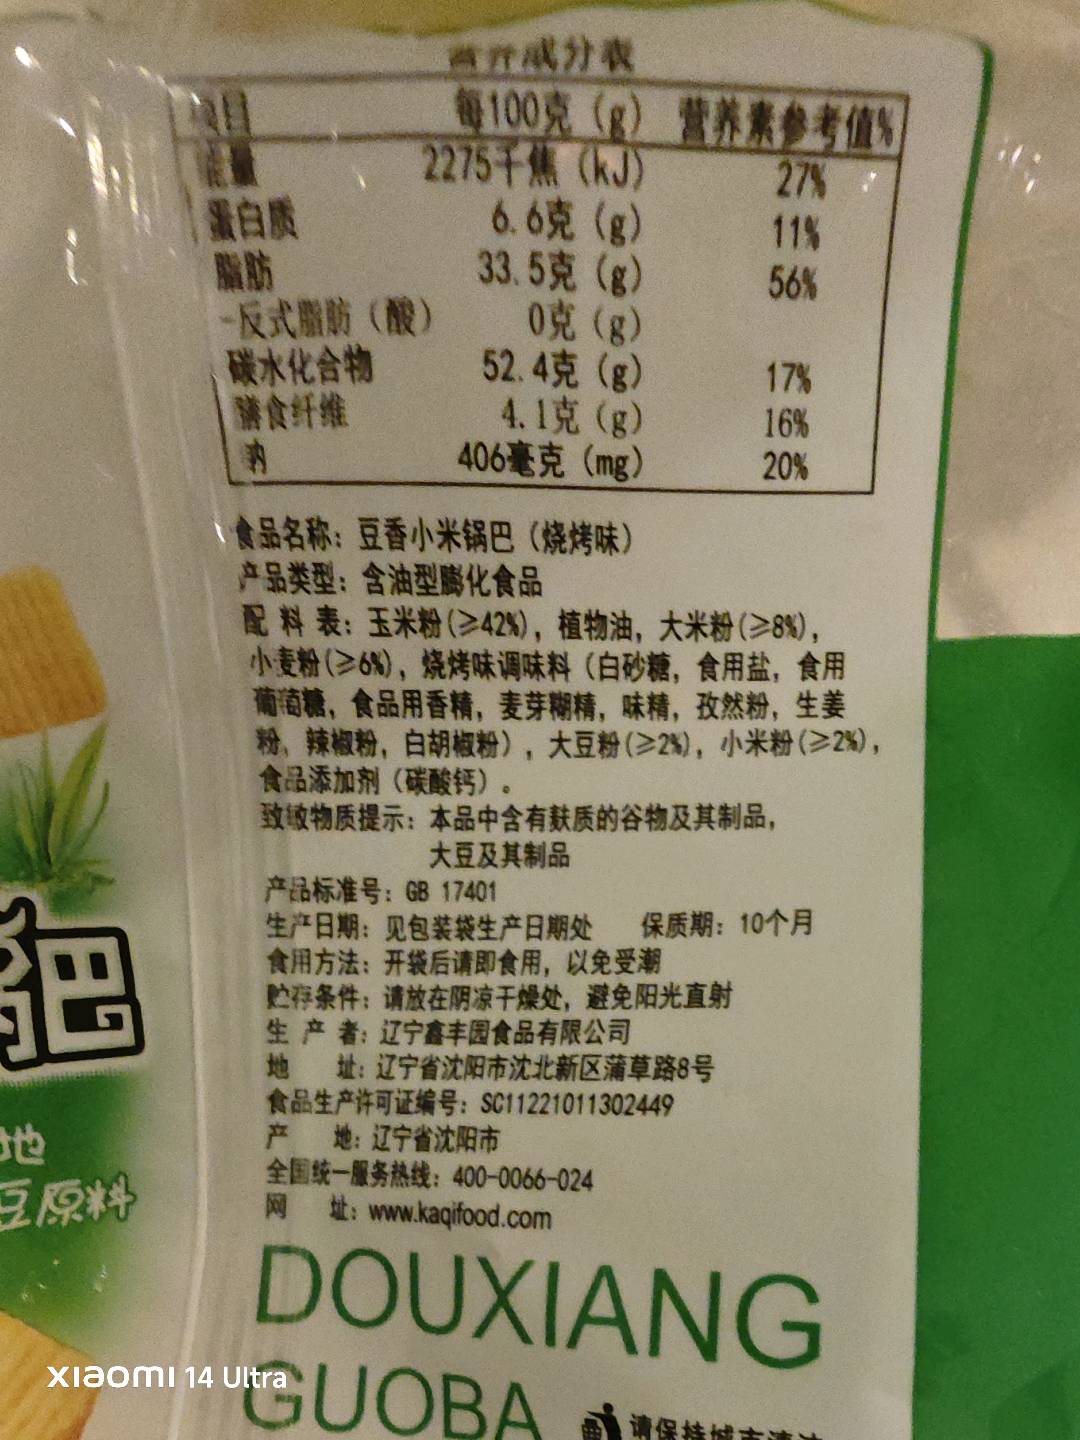 营养成分表
项目 每100克（g） 营养素参考值%
能量 2275千焦（kJ） 27%
蛋白质 6.6克（g） 11%
脂肪 33.5克（g） 56%
-反式脂肪（酸） 0克（g）
碳水化合物 52.4克（g） 17%
膳食纤维 4.1克（g） 16%
钠 406毫克（mg） 20%
食品名称：豆香小米锅巴（烧烤味）
产品类型：含油型膨化食品
配 料 表：玉米粉(≥42%)，植物油，大米粉(≥8%)，
小麦粉(≥6%)，烧烤味调味料（白砂糖，食用盐，食用
葡萄糖，食品用香精，麦芽糊精，味精，孜然粉，生姜
粉，辣椒粉，白胡椒粉），大豆粉(≥2%)，小米粉(≥2%)，
食品添加剂（碳酸钙）。
致敏物质提示：本品中含有麸质的谷物及其制品，
大豆及其制品
产品标准号：GB 17401
生产日期：见包装袋生产日期处 保质期：10个月
食用方法：开袋后请即食用，以免受潮
贮存条件：请放在阴凉干燥处，避免阳光直射
生 产 者：辽宁鑫丰园食品有限公司
地 址：辽宁省沈阳市沈北新区蒲草路8号
食品生产许可证编号：SC11221011302449
产 地：辽宁省沈阳市
全国统一服务热线：400-0066-024
网 址：www.kaqifood.com
DOUXIANG
GUOBA
请保持城市清洁
巴
地
豆原料
xiaomi 14 Ultra